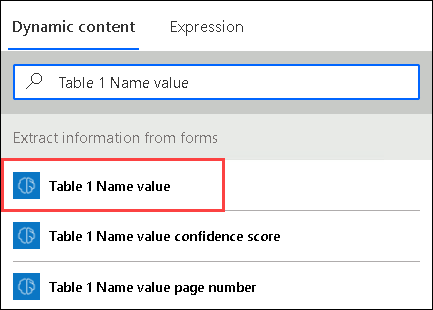 Dynamic content Expression
Table 1 Name value
Extract information from forms
Table 1 Name value
Table 1 Name value confidence score
Table 1 Name value page number